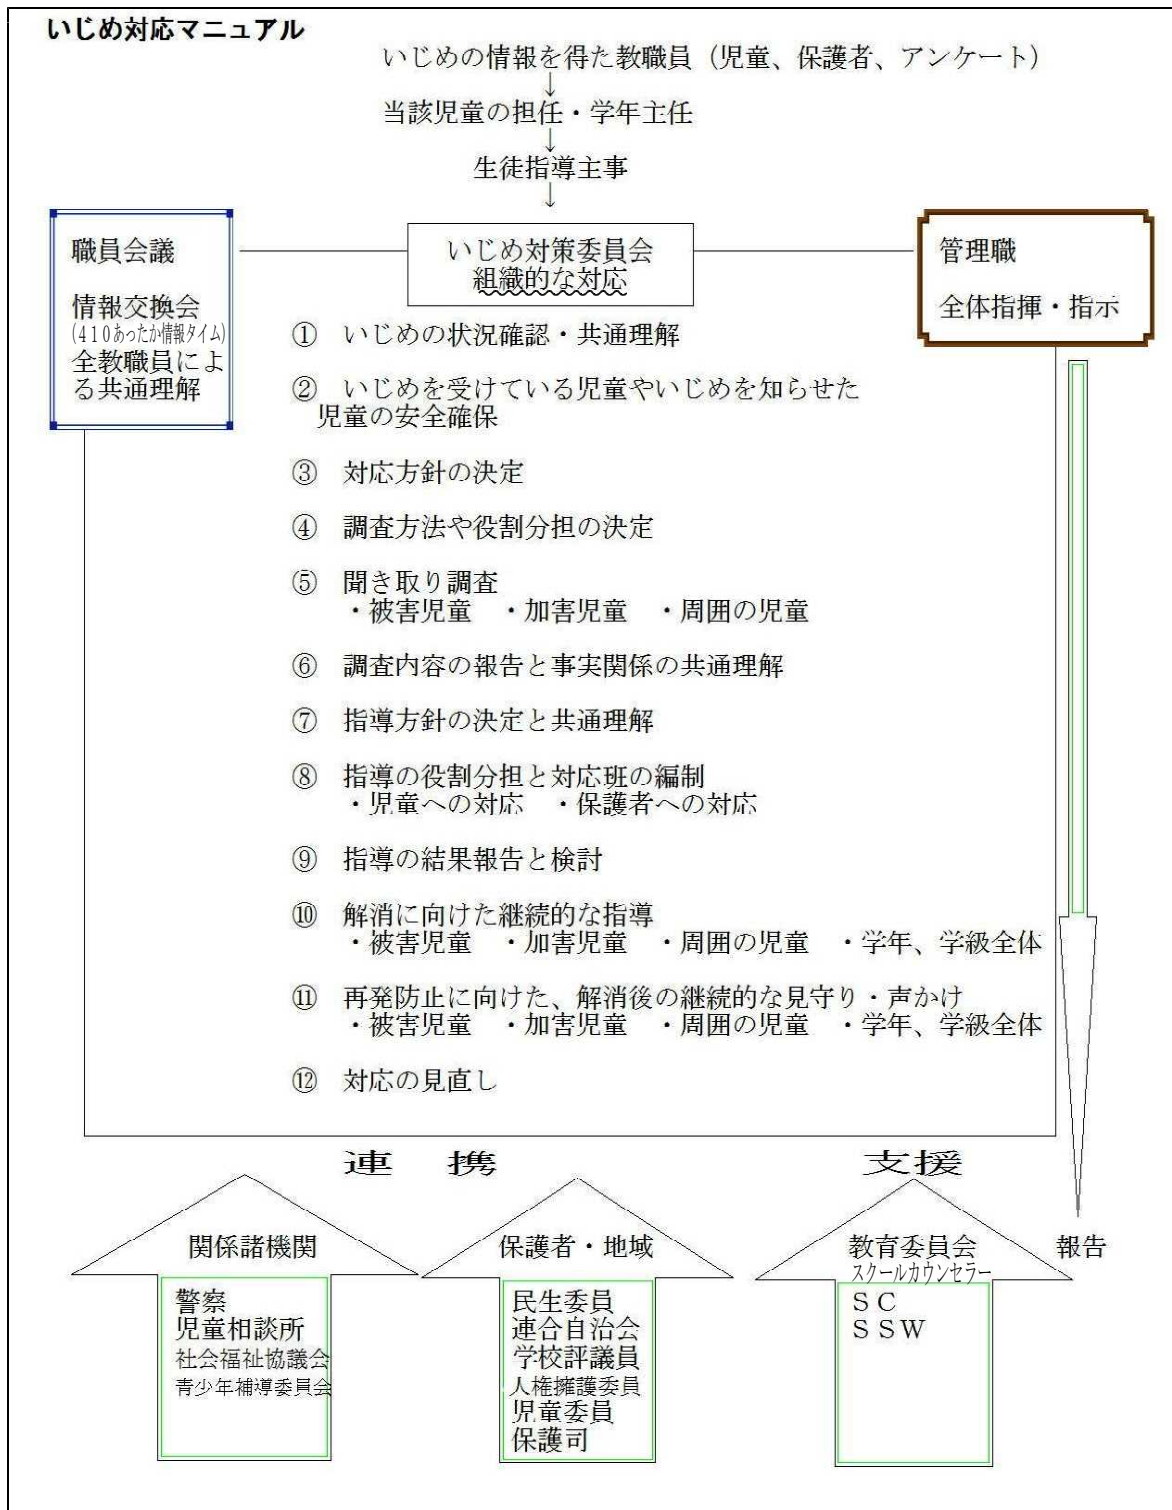 いじめ対応マニュアル
いじめの情報を得た教職員（児童、保護者、アンケート）
↓
当該児童の担任・学年主任
↓
生徒指導主事
↓
職員会議
情報交換会
(410あったか情報タイム)
全教職員によ
る共通理解
いじめ対策委員会
組織的な対応
管理職
全体指揮・指示
① いじめの状況確認・共通理解
② いじめを受けている児童やいじめを知らせた
児童の安全確保
③ 対応方針の決定
④ 調査方法や役割分担の決定
⑤ 聞き取り調査
・被害児童 ・加害児童 ・周囲の児童
⑥ 調査内容の報告と事実関係の共通理解
⑦ 指導方針の決定と共通理解
⑧ 指導の役割分担と対応班の編制
・児童への対応 ・保護者への対応
⑨ 指導の結果報告と検討
⑩ 解消に向けた継続的な指導
・被害児童 ・加害児童 ・周囲の児童 ・学年、学級全体
⑪ 再発防止に向けた、解消後の継続的な見守り・声かけ
・被害児童 ・加害児童 ・周囲の児童 ・学年、学級全体
⑫ 対応の見直し
連 携
支援
関係諸機関
警察
児童相談所
社会福祉協議会
青少年補導委員会
保護者・地域
民生委員
連合自治会
学校評議員
人権擁護委員
児童委員
保護司
教育委員会
スクールカウンセラー
ＳＣ
ＳＳＷ
報告